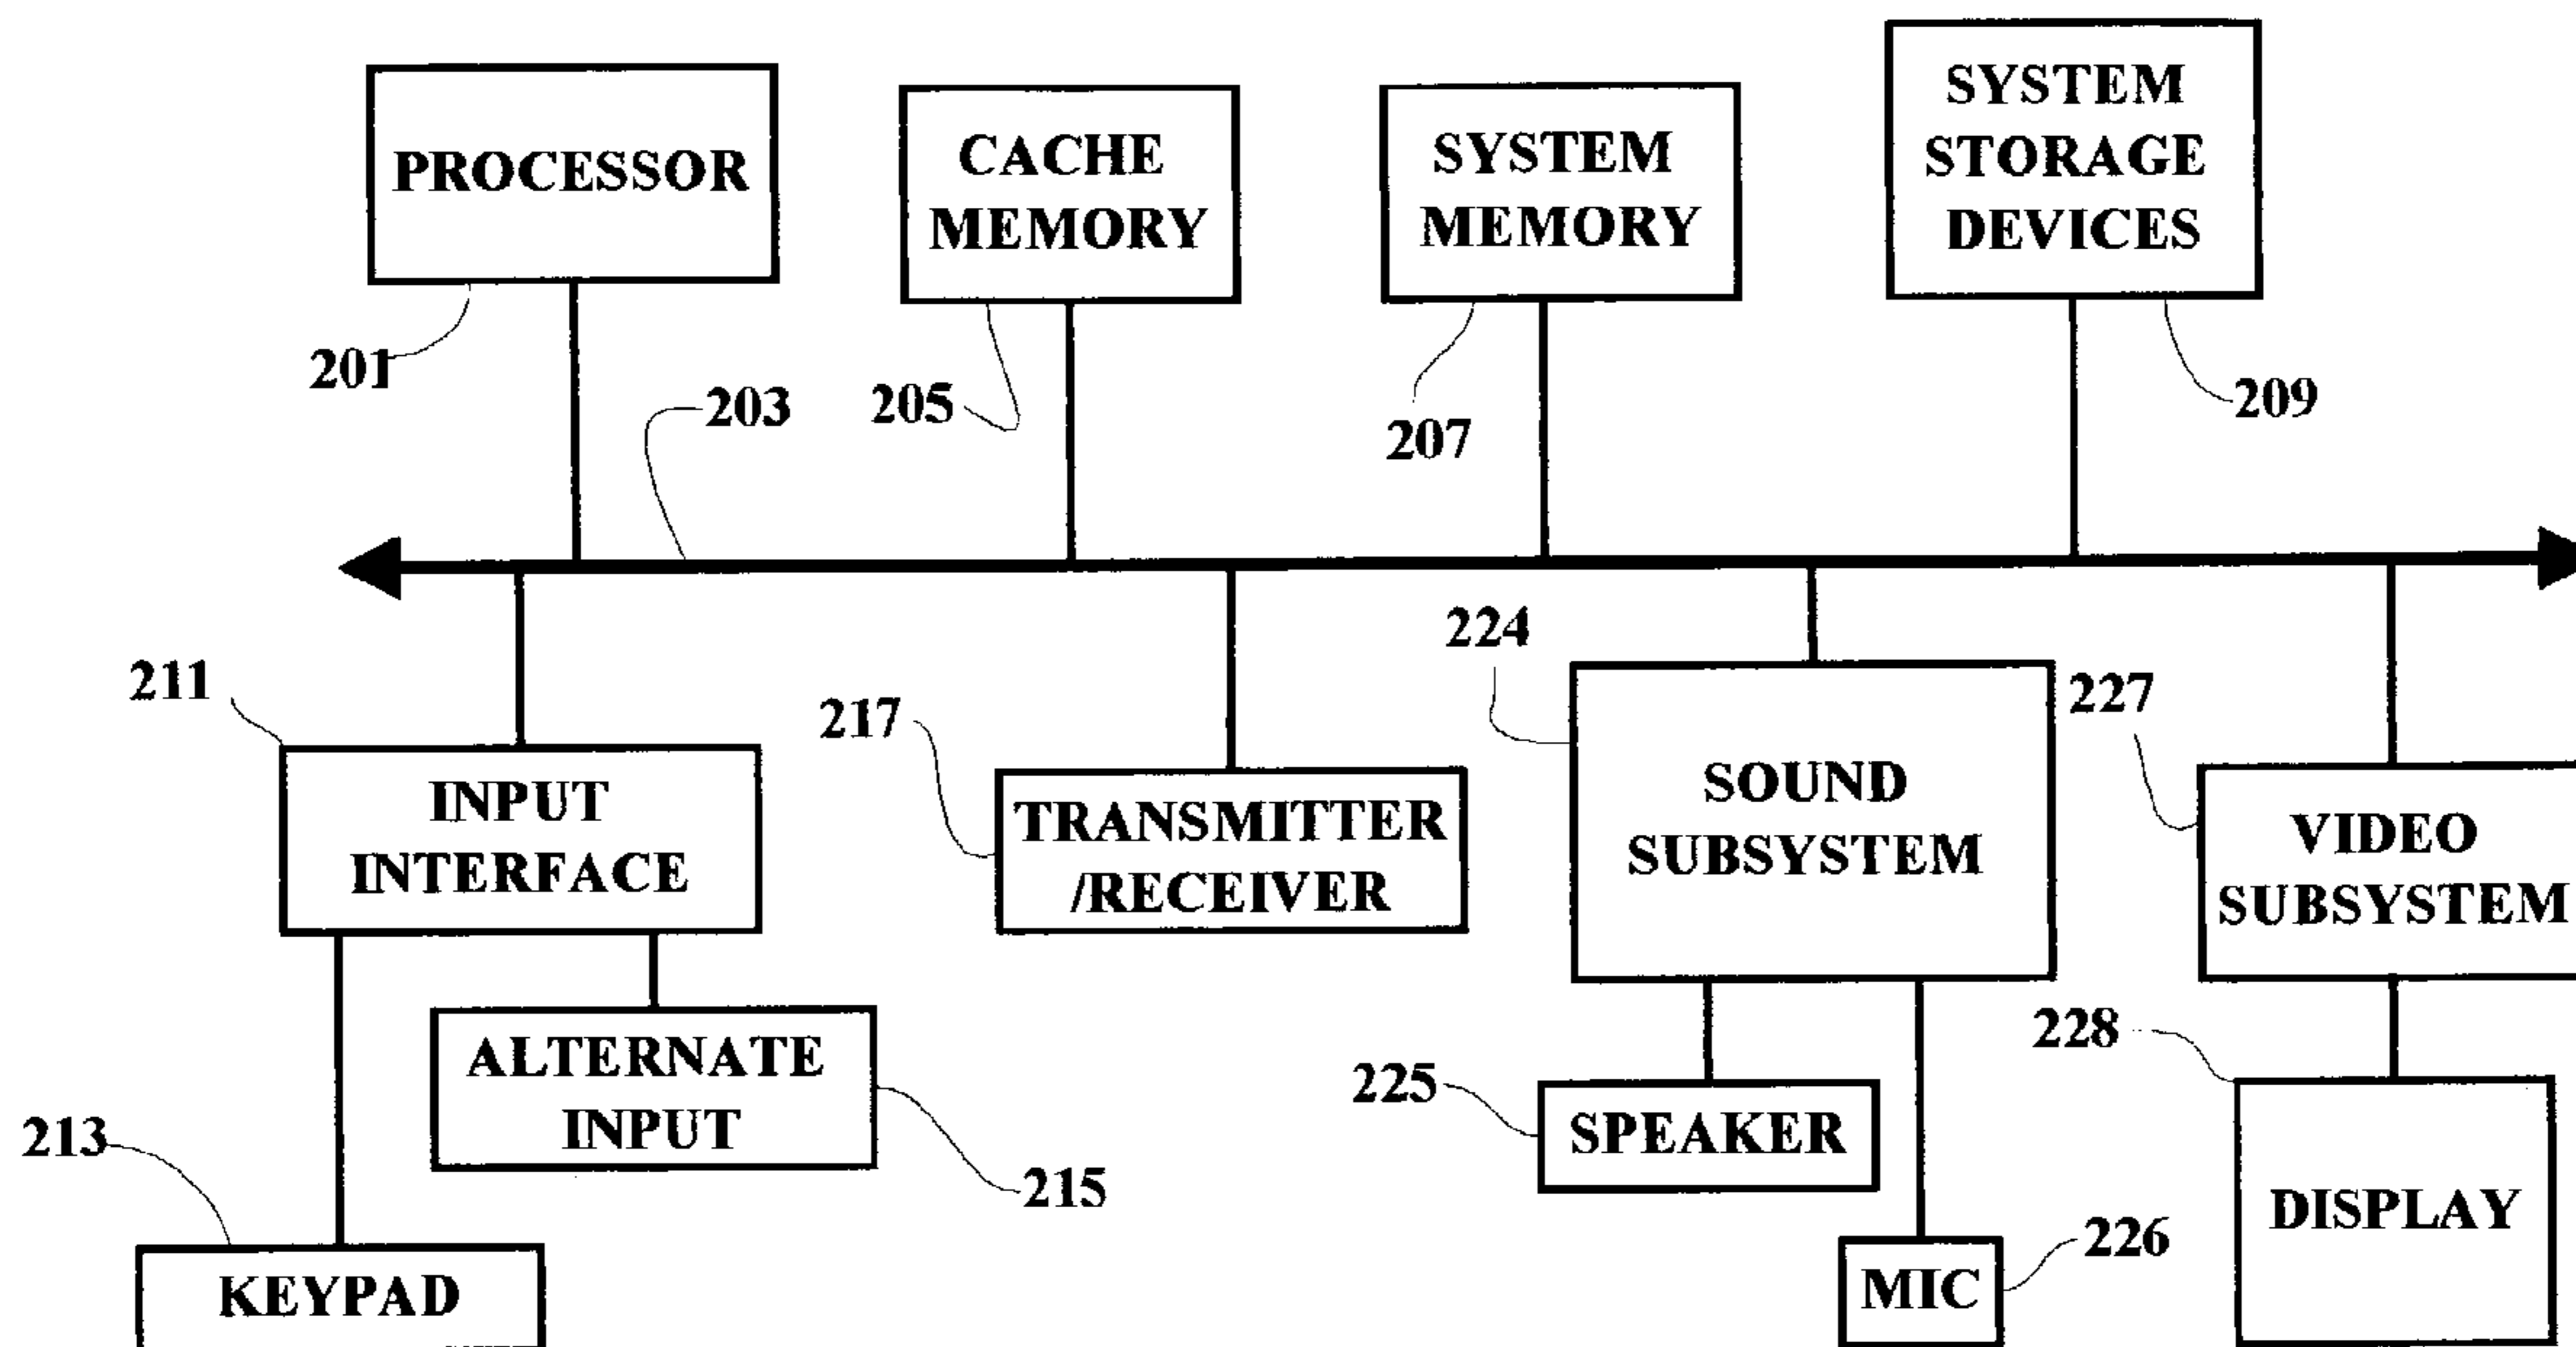 PROCESSOR
CACHE
MEMORY
SYSTEM
MEMORY
SYSTEM
STORAGE
DEVICES
201
203
205
207
209
211
217
224
227
INPUT
INTERFACE
TRANSMITTER
/RECEIVER
SOUND
SUBSYSTEM
VIDEO
SUBSYSTEM
213
ALTERNATE
INPUT
215
225
SPEAKER
228
DISPLAY
KEYPAD
MIC
226